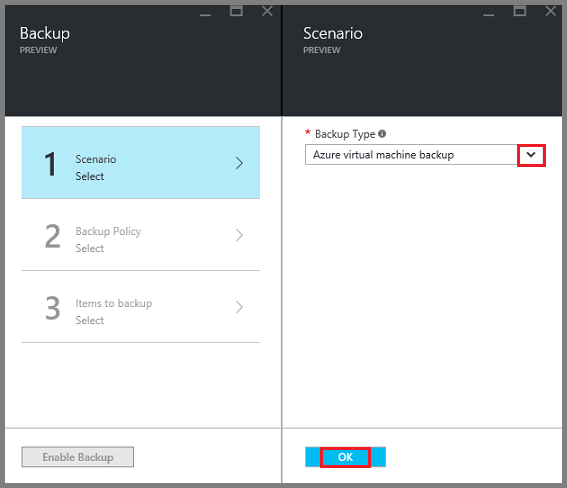 Backup
PREVIEW
1
Scenario
Select
2
Backup Policy
Select
3
Items to backup
Select
Enable Backup
Scenario
PREVIEW
* Backup Type
Azure virtual machine backup
OK